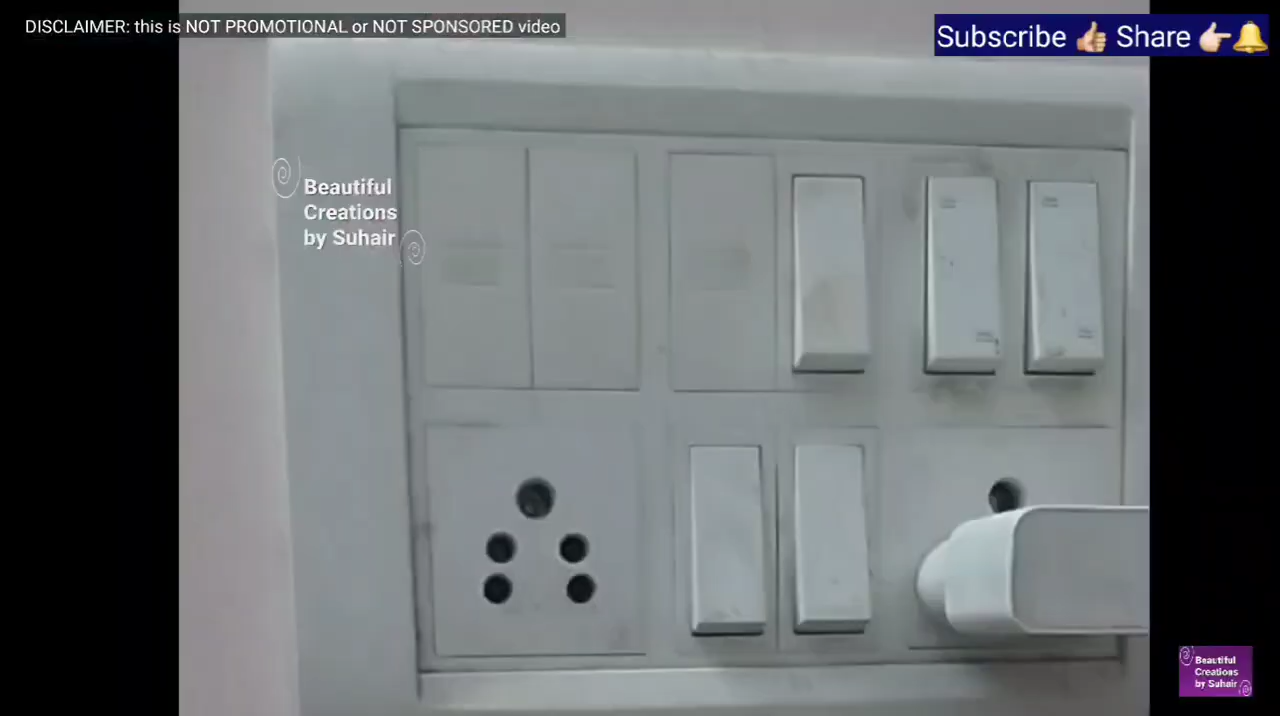 DISCLAIMER: this is NOT PROMOTIONAL or NOT SPONSORED video
Subscribe 👍 Share 👉🔔
Beautiful
Creations
by Suhair
Beautiful
Creations
by Suhair